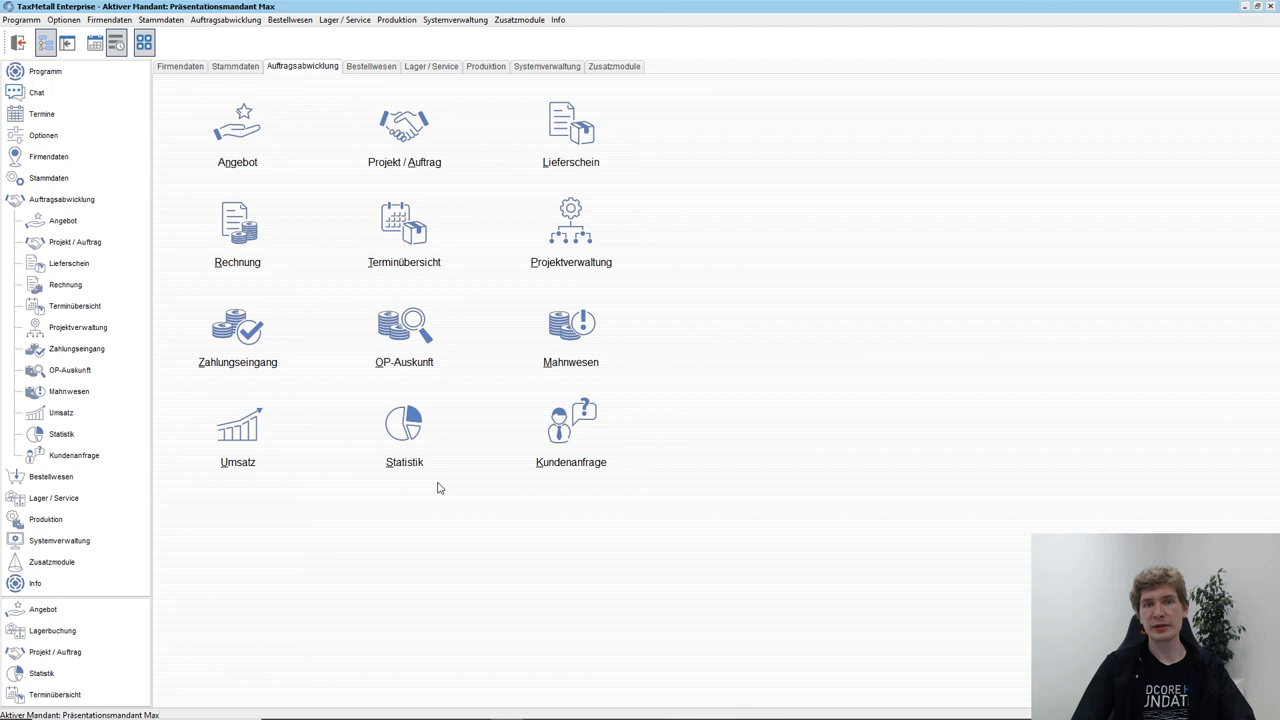 TaxMetall Enterprise - Aktiver Mandant: Präsentationsmandant Max
Programm Optionen Firmendaten Stammdaten Auftragsabwicklung Bestellwesen Lager / Service Produktion Systemverwaltung Zusatzmodule Info
Programm
Chat
Termine
Optionen
Firmendaten
Stammdaten
Auftragsabwicklung
Angebot
Projekt / Auftrag
Lieferschein
Rechnung
Terminübersicht
Projektverwaltung
Zahlungseingang
OP-Auskunft
Mahnwesen
Umsatz
Statistik
Kundenanfrage
Bestellwesen
Lager / Service
Produktion
Systemverwaltung
Zusatzmodule
Info
Angebot
Lagerbuchung
Projekt / Auftrag
Statistik
Terminübersicht
Firmendaten Stammdaten Auftragsabwicklung Bestellwesen Lager / Service Produktion Systemverwaltung Zusatzmodule
Angebot Projekt / Auftrag Lieferschein
Rechnung Terminübersicht Projektverwaltung
Zahlungseingang OP-Auskunft Mahnwesen
Umsatz Statistik Kundenanfrage
DCORE
Aktiver Mandant: Präsentationsmandant Max